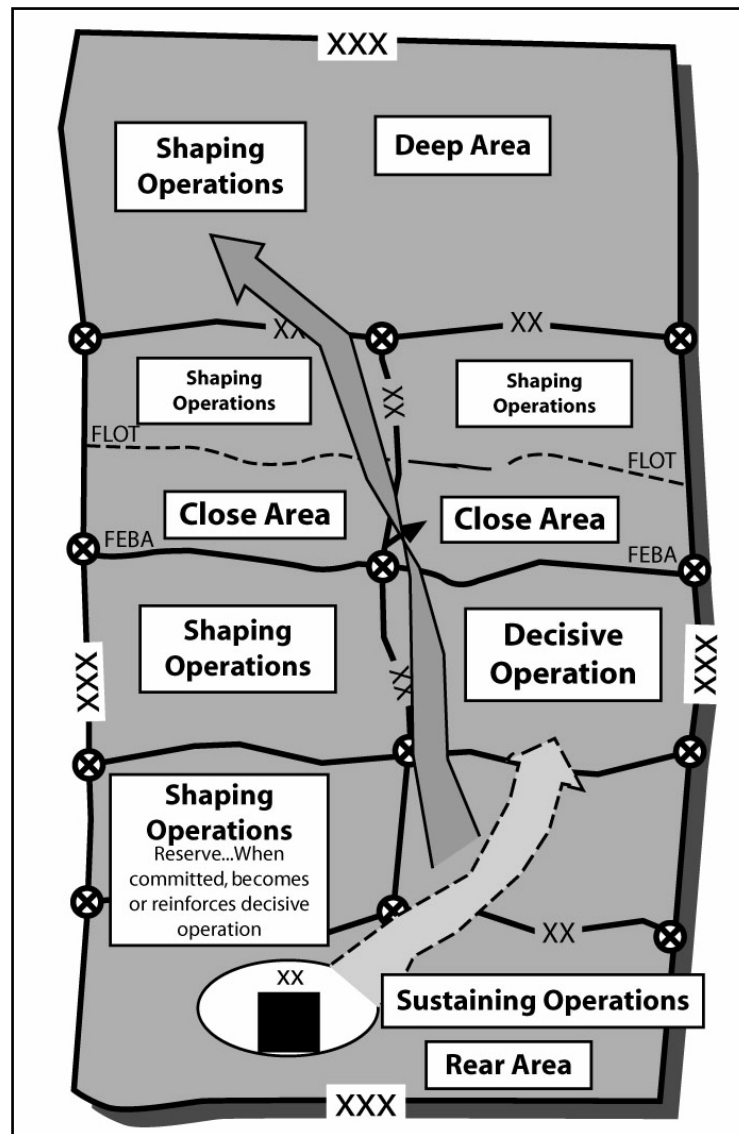 XXX
Shaping
Operations
Deep Area
XX
XX
Shaping
Operations
XX
Shaping
Operations
FLOT
FLOT
Close Area
Close Area
FEBA
FEBA
Shaping
Operations
Decisive
Operation
XXX
XX
XXX
Shaping
Operations
Reserve...When
committed, becomes
or reinforces decisive
operation
XX
XX
Sustaining Operations
Rear Area
XXX